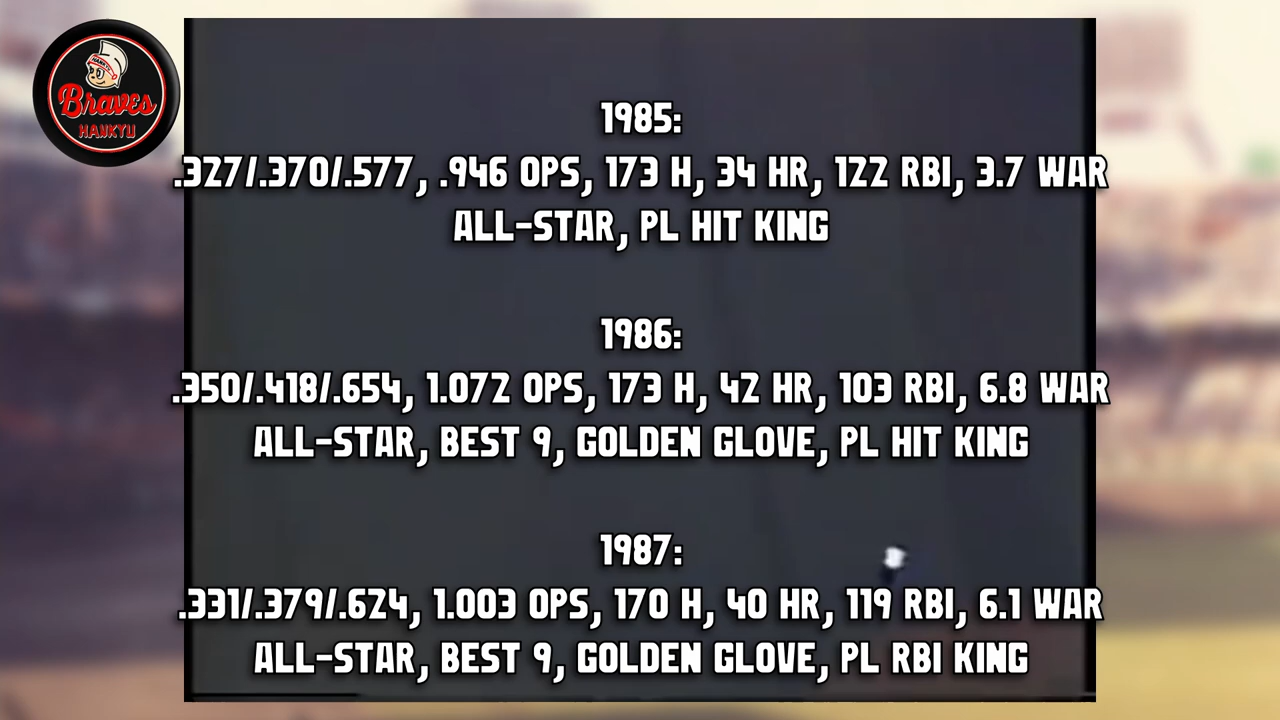 Braves
HANKYU
1985:
.327/.370/.577, .946 OPS, 173 H, 34 HR, 122 RBI, 3.7 WAR
ALL-STAR, PL HIT KING
1986:
.350/.418/.654, 1.072 OPS, 173 H, 42 HR, 103 RBI, 6.8 WAR
ALL-STAR, BEST 9, GOLDEN GLOVE, PL HIT KING
1987:
.331/.379/.624, 1.003 OPS, 170 H, 40 HR, 119 RBI, 6.1 WAR
ALL-STAR, BEST 9, GOLDEN GLOVE, PL RBI KING